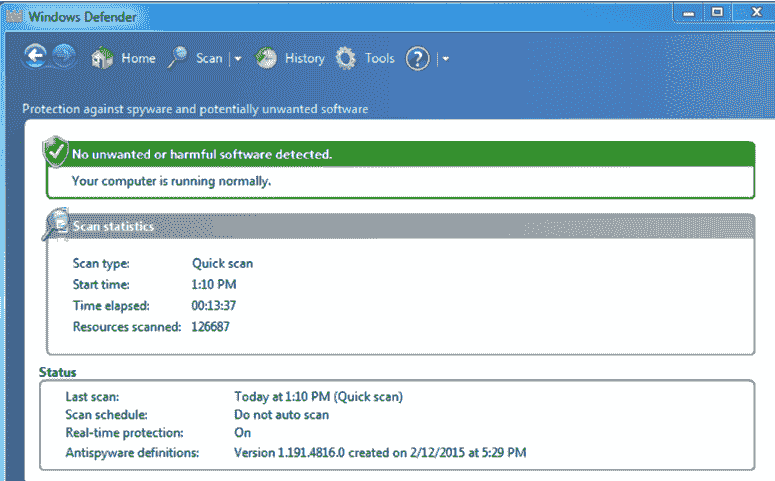 Windows Defender
Home Scan History Tools ?
Protection against spyware and potentially unwanted software
No unwanted or harmful software detected.
Your computer is running normally.
Scan statistics
Scan type: Quick scan
Start time: 1:10 PM
Time elapsed: 00:13:37
Resources scanned: 126687
Status
Last scan: Today at 1:10 PM (Quick scan)
Scan schedule: Do not auto scan
Real-time protection: On
Antispyware definitions: Version 1.191.4816.0 created on 2/12/2015 at 5:29 PM